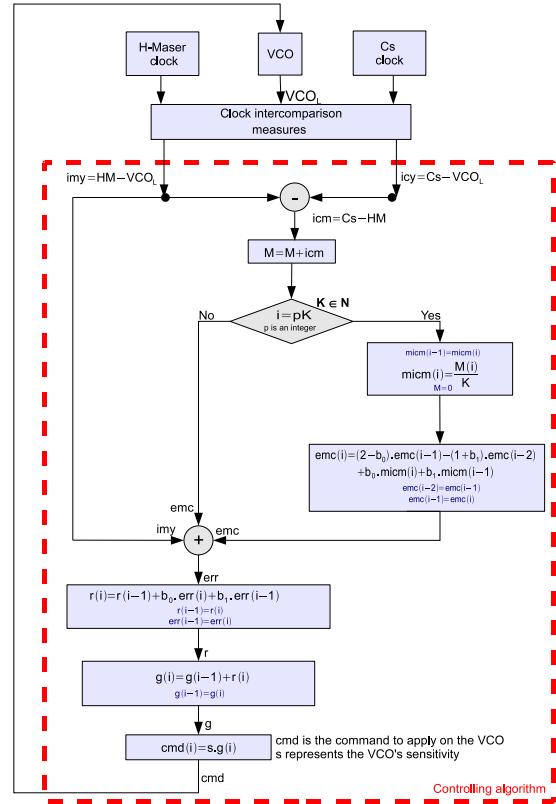 H-Maser
clock
VCO
Cs
clock
VCO_L
Clock intercomparison
measures
imy=HM−VCO_L
icy=Cs−VCO_L
-
icm=Cs−HM
M=M+icm
K ∈ N
No
i=pK
p is an integer
Yes
micm(i−1)=micm(i)
micm(i)=M(i)/K
M=0
emc(i)=(2−b₀).emc(i−1)−(1+b₁).emc(i−2)
+b₀.micm(i)+b₁.micm(i−1)
emc(i−2)=emc(i−1)
emc(i−1)=emc(i)
emc
imy
+
emc
err
r(i)=r(i−1)+b₀.err(i)+b₁.err(i−1)
r(i−1)=r(i)
err(i−1)=err(i)
r
g(i)=g(i−1)+r(i)
g(i−1)=g(i)
g
cmd(i)=s.g(i)
cmd is the command to apply on the VCO
s represents the VCO's sensitivity
cmd
Controlling algorithm